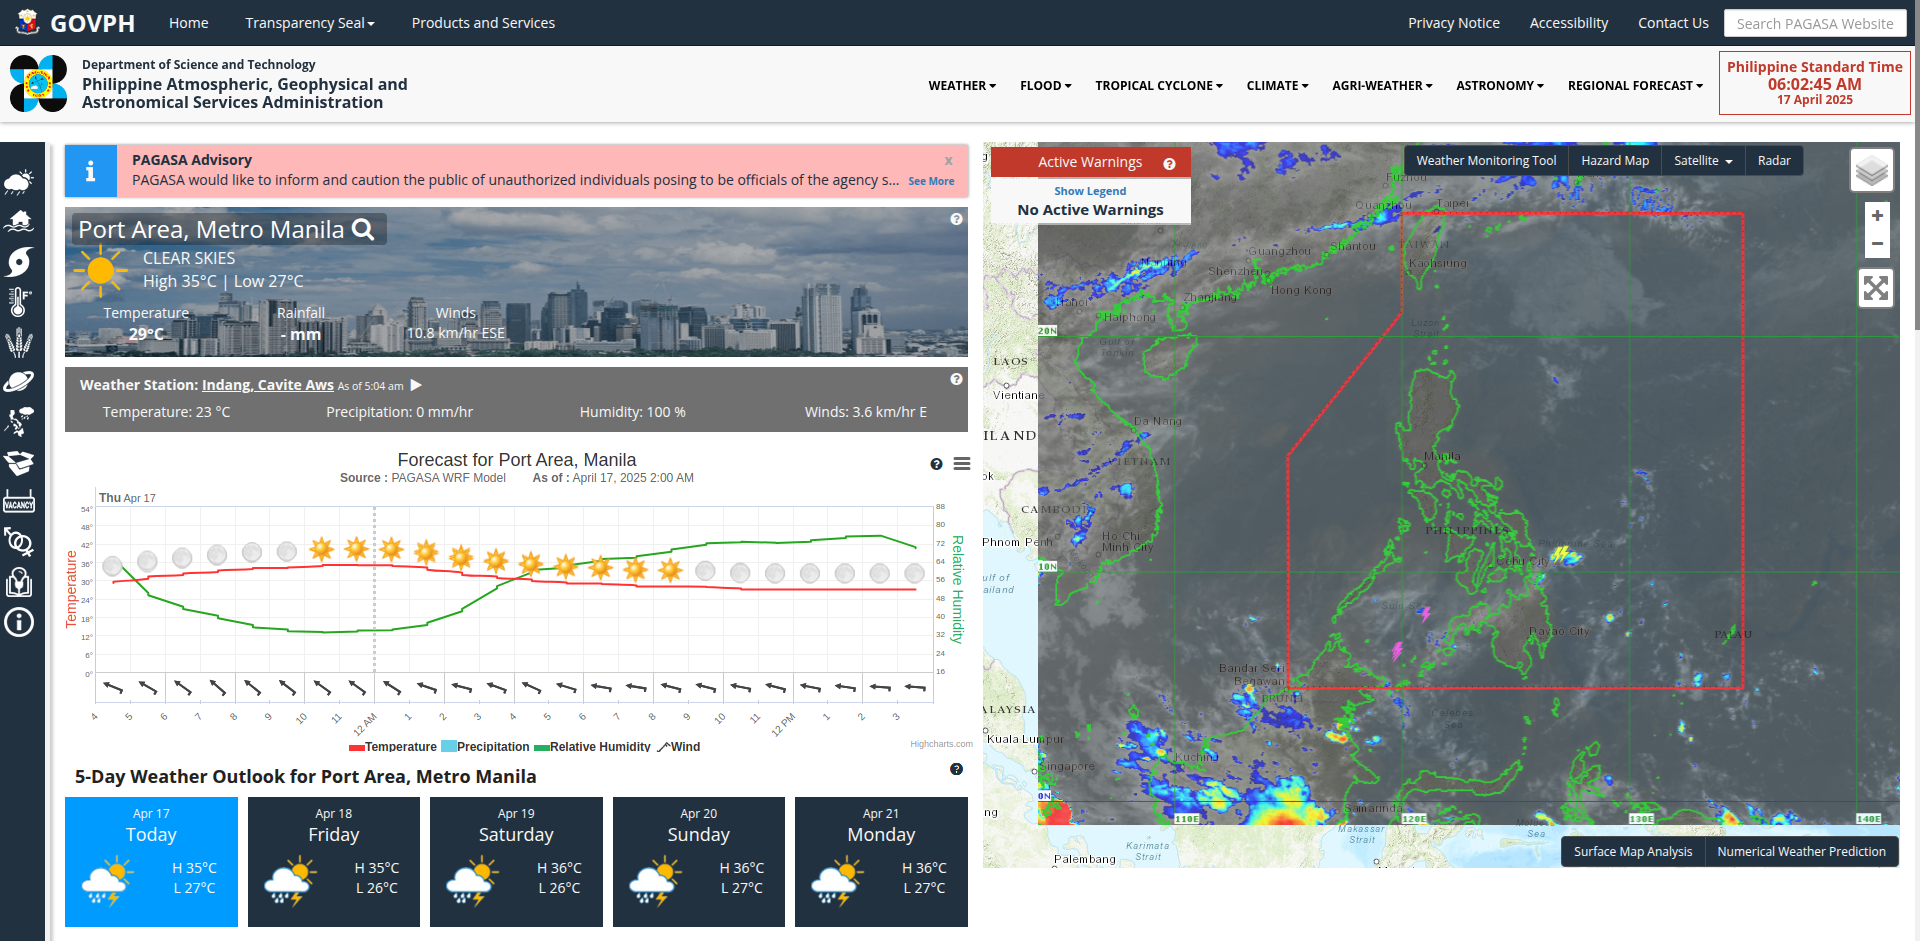 GOVPH
Home
Transparency Seal
Products and Services
Privacy Notice
Accessibility
Contact Us
Search PAGASA Website
Department of Science and Technology
Philippine Atmospheric, Geophysical and
Astronomical Services Administration
WEATHER
FLOOD
TROPICAL CYCLONE
CLIMATE
AGRI-WEATHER
ASTRONOMY
REGIONAL FORECAST
Philippine Standard Time
06:02:45 AM
17 April 2025
PAGASA Advisory
x
PAGASA would like to inform and caution the public of unauthorized individuals posing to be officials of the agency s... See More
Port Area, Metro Manila
CLEAR SKIES
High 35°C | Low 27°C
Temperature
29°C
Rainfall
- mm
Winds
10.8 km/hr ESE
Weather Station: Indang, Cavite Aws As of 5:04 am
Temperature: 23 °C
Precipitation: 0 mm/hr
Humidity: 100 %
Winds: 3.6 km/hr E
VACANCY
Forecast for Port Area, Manila
Source : PAGASA WRF Model As of : April 17, 2025 2:00 AM
Thu Apr 17
Temperature
54°
48°
42°
36°
30°
24°
18°
12°
6°
0°
88
80
72
64
56
48
40
32
24
16
Relative Humidity
4 5 6 7 8 9 10 11 12 AM 1 2 3 4 5 6 7 8 9 10 11 12 PM 1 2 3
Temperature Precipitation Relative Humidity Wind
Highcharts.com
5-Day Weather Outlook for Port Area, Metro Manila
Apr 17
Today
H 35°C
L 27°C
Apr 18
Friday
H 35°C
L 26°C
Apr 19
Saturday
H 36°C
L 26°C
Apr 20
Sunday
H 36°C
L 27°C
Apr 21
Monday
H 36°C
L 27°C
Active Warnings
Show Legend
No Active Warnings
Weather Monitoring Tool
Hazard Map
Satellite
Radar
+
−
Fuzhou
Quanzhou
Taipei
TAIWAN
Kaohsiung
Shantou
Guangzhou
Shenzhen
Hong Kong
Nanning
Zhanjiang
Hanoi
Haiphong
20N
Gulf of
Tonkin
Luzon
Strait
LAOS
Vientiane
Da Nang
ILAND
VIETNAM
Manila
ok
CAMBODI
Phnom Penh
Ho Chi
Minh City
PHILIPPINES
Cebu City
10N
ulf of
ailand
Davao City
PALAU
Bandar Seri
Begawan
BRUNEI
ALAYSIA
Celebes
Sea
Kuala Lumpur
Kuching
Singapore
0N
ng
Samarinda
110E
120E
130E
140E
Makassar
Strait
Karimata
Strait
Palembang
Sea
Surface Map Analysis
Numerical Weather Prediction